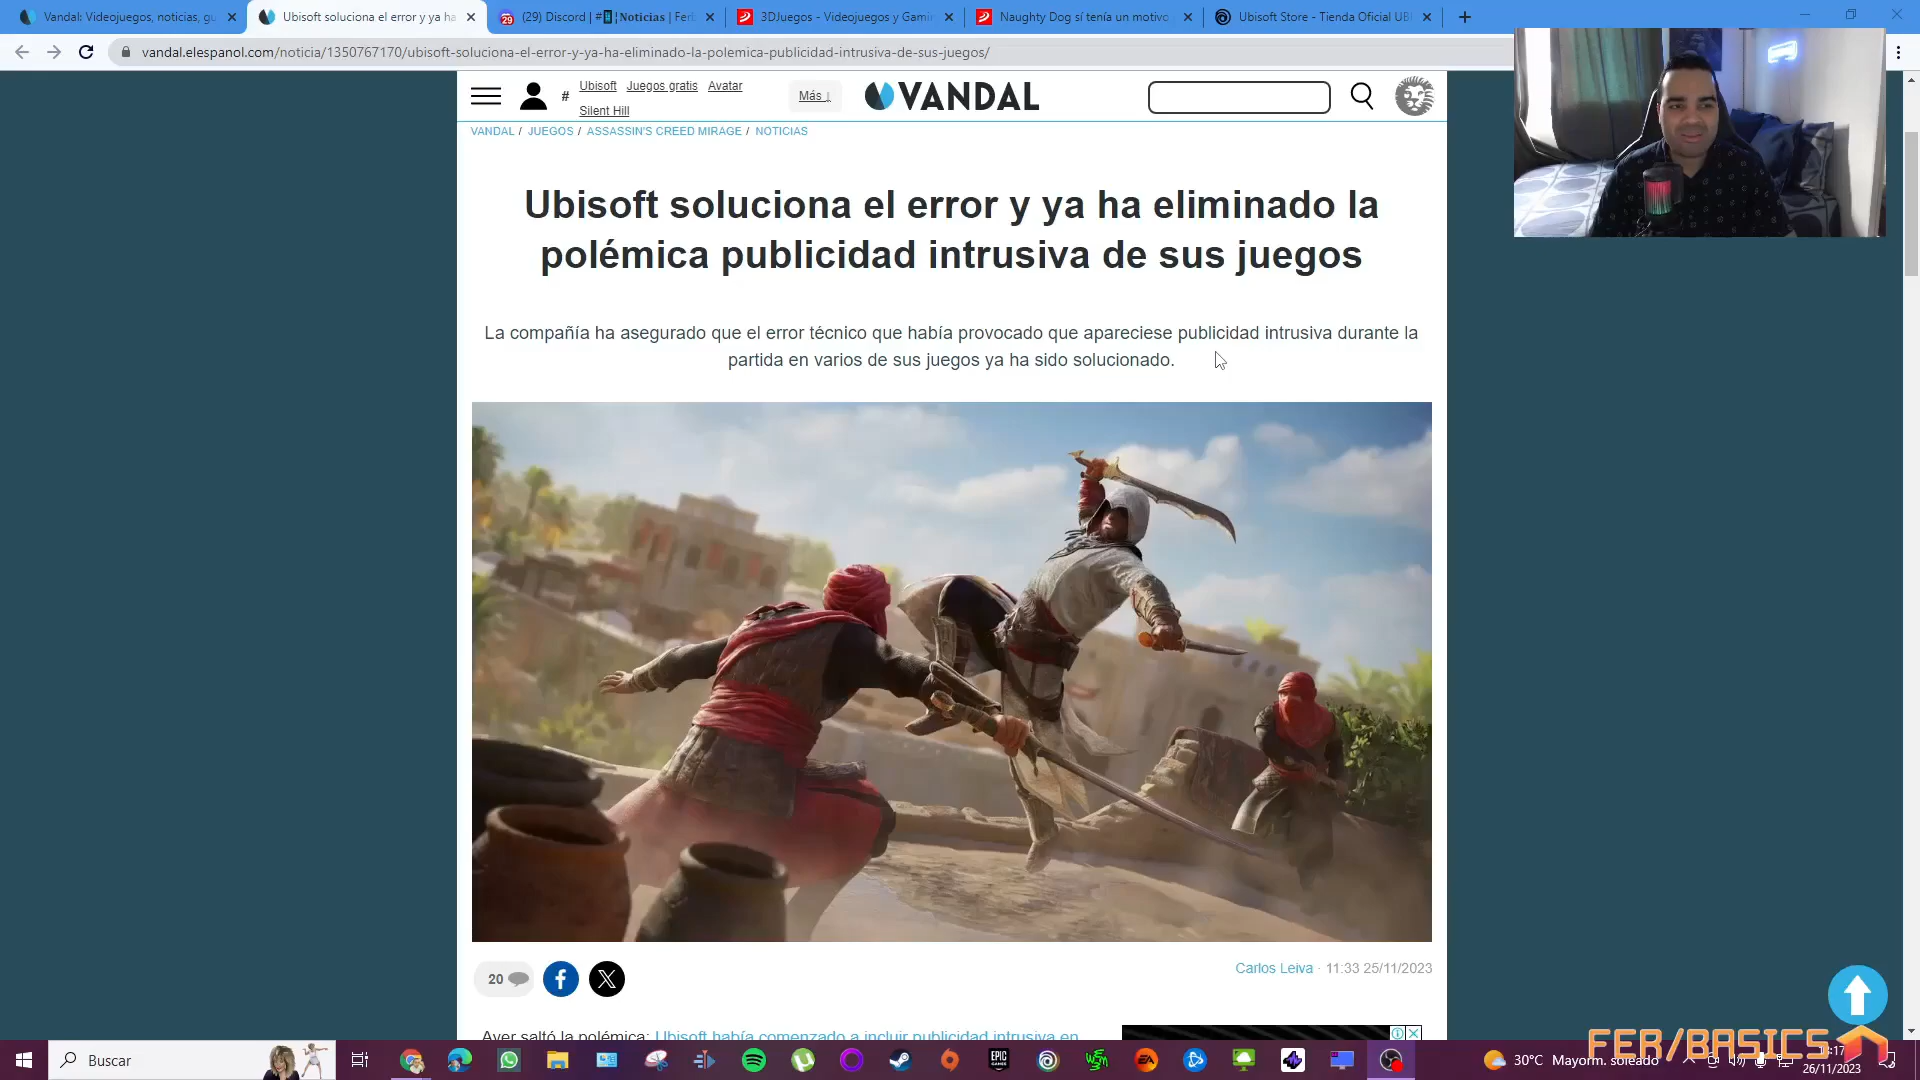 Vandal: Videojuegos, noticias, gu
Ubisoft soluciona el error y ya ha
(29) Discord | # Noticias | Feri
3DJuegos - Videojuegos y Gamin
Naughty Dog sí tenía un motivo
Ubisoft Store - Tienda Oficial UB
vandal.elespanol.com/noticia/1350767170/ubisoft-soluciona-el-error-y-ya-ha-eliminado-la-polemica-publicidad-intrusiva-de-sus-juegos/
# Ubisoft Juegos gratis Avatar
Silent Hill
Más ↓
VANDAL
VANDAL / JUEGOS / ASSASSIN'S CREED MIRAGE / NOTICIAS
Ubisoft soluciona el error y ya ha eliminado la
polémica publicidad intrusiva de sus juegos
La compañía ha asegurado que el error técnico que había provocado que apareciese publicidad intrusiva durante la
partida en varios de sus juegos ya ha sido solucionado.
20
Carlos Leiva · 11:33 25/11/2023
Ayer saltó la polémica: Ubisoft había comenzado a incluir publicidad intrusiva en
FER/BASICS
Buscar
EPIC
GAMES
EA
30°C Mayorm. soleado
26/11/2023